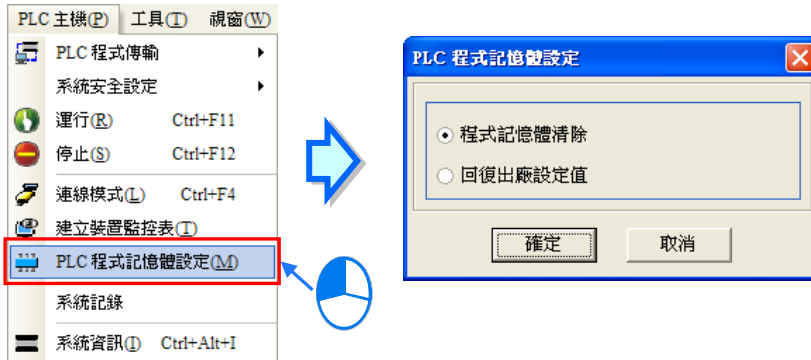 PLC 主機(P) 工具(T) 視窗(W)
PLC 程式傳輸
系統安全設定
運行(R) Ctrl+F11
停止(S) Ctrl+F12
連線模式(L) Ctrl+F4
建立裝置監控表(T)
PLC 程式記憶體設定(M)
系統記錄
系統資訊(I) Ctrl+Alt+I
PLC 程式記憶體設定
程式記憶體清除
回復出廠設定值
確定 取消